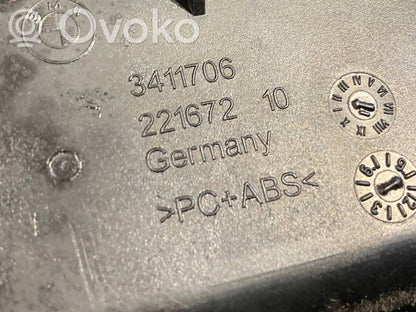 OVOKO
3411706
221672 10
Germany
>PC+ABS<